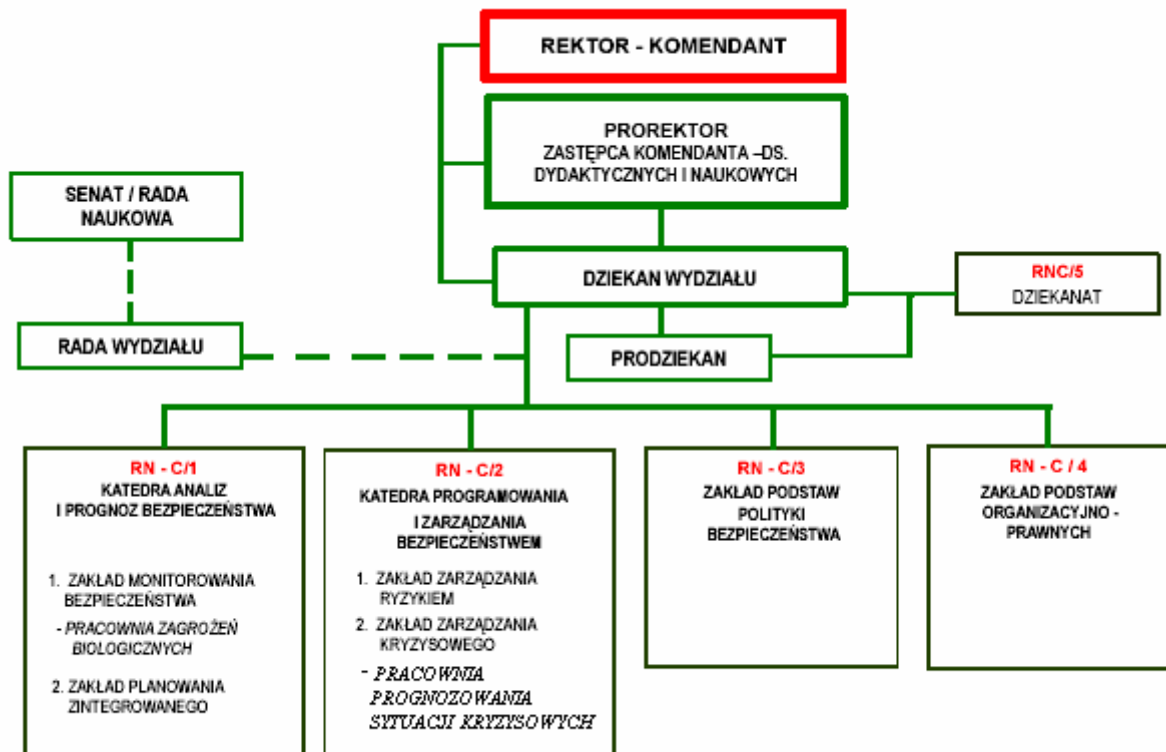 REKTOR - KOMENDANT
PROREKTOR
ZASTĘPCA KOMENDANTA –DS.
DYDAKTYCZNYCH I NAUKOWYCH
SENAT / RADA
NAUKOWA
DZIEKAN WYDZIAŁU
RNC/5
DZIEKANAT
RADA WYDZIAŁU
PRODZIEKAN
RN - C/1
KATEDRA ANALIZ
I PROGNOZ BEZPIECZEŃSTWA
1. ZAKŁAD MONITOROWANIA
BEZPIECZEŃSTWA
- PRACOWNIA ZAGROŻEŃ
BIOLOGICZNYCH
2. ZAKŁAD PLANOWANIA
ZINTEGROWANEGO
RN - C/2
KATEDRA PROGRAMOWANIA
I ZARZĄDZANIA
BEZPIECZEŃSTWEM
1. ZAKŁAD ZARZĄDZANIA
RYZYKIEM
2. ZAKŁAD ZARZĄDZANIA
KRYZYSOWEGO
- PRACOWNIA
PROGNOZOWANIA
SYTUACJI KRYZYSOWYCH
RN - C/3
ZAKŁAD PODSTAW
POLITYKI
BEZPIECZEŃSTWA
RN - C / 4
ZAKŁAD PODSTAW
ORGANIZACYJNO -
PRAWNYCH